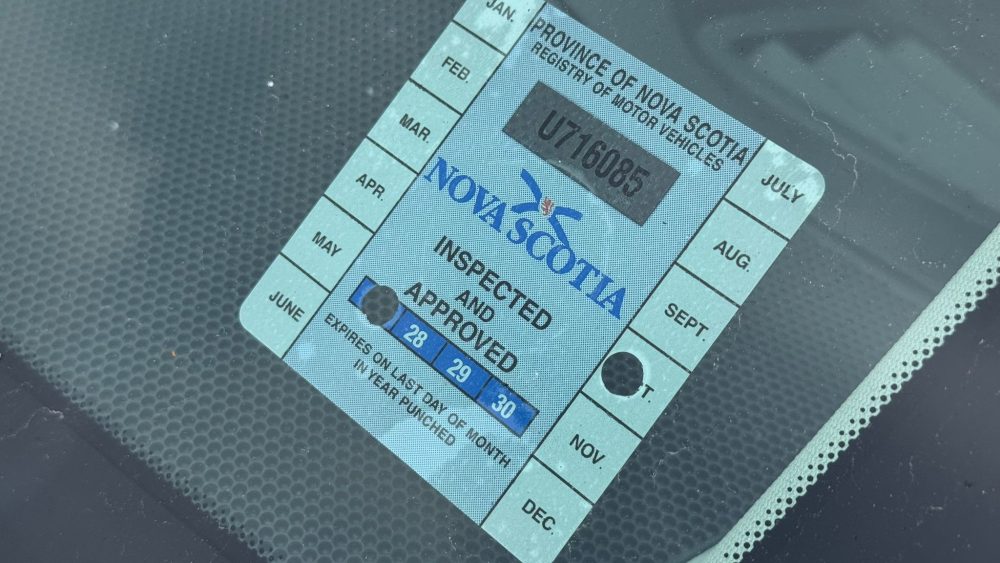 PROVINCE OF NOVA SCOTIA
REGISTRY OF MOTOR VEHICLES
U716085
NOVA SCOTIA
INSPECTED
AND
APPROVED
28 29 30
EXPIRES ON LAST DAY OF MONTH
IN YEAR PUNCHED
JAN.
FEB.
MAR.
APR.
MAY
JUNE
JULY
AUG.
SEPT.
T.
NOV.
DEC.